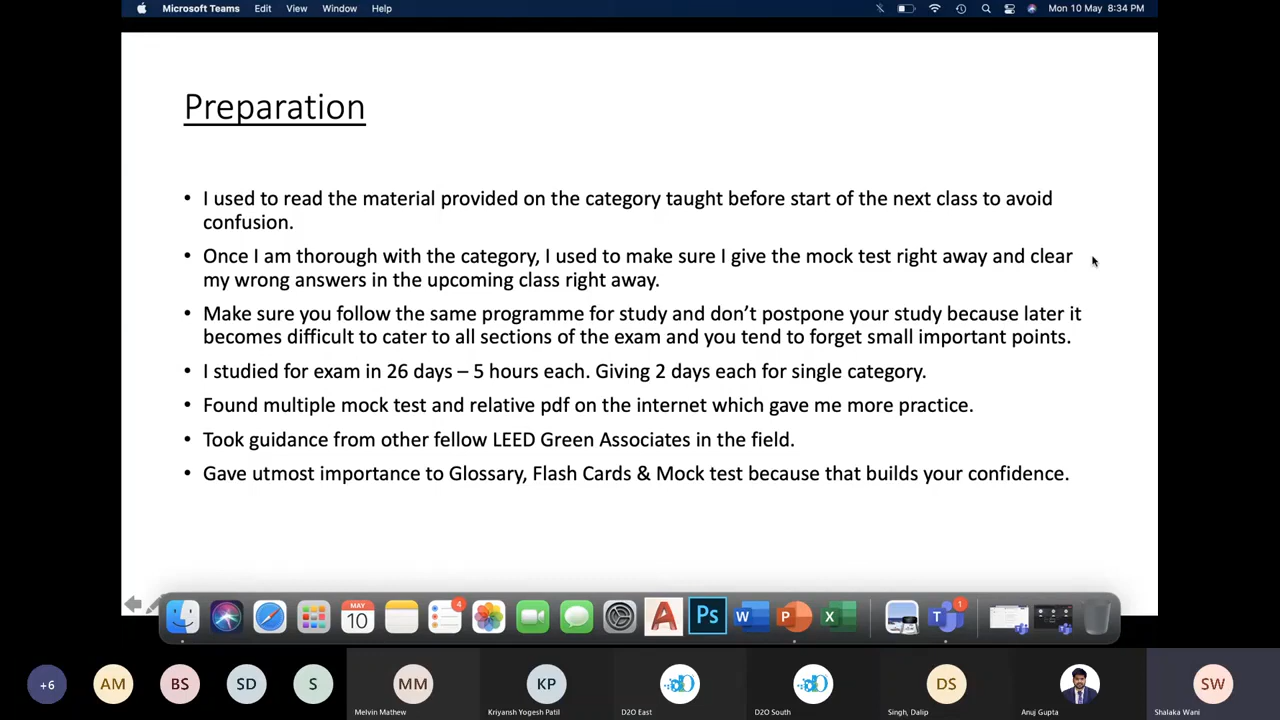 Microsoft Teams Edit View Window Help Mon 10 May 8:34 PM
Preparation
• I used to read the material provided on the category taught before start of the next class to avoid
confusion.
• Once I am thorough with the category, I used to make sure I give the mock test right away and clear
my wrong answers in the upcoming class right away.
• Make sure you follow the same programme for study and don’t postpone your study because later it
becomes difficult to cater to all sections of the exam and you tend to forget small important points.
• I studied for exam in 26 days – 5 hours each. Giving 2 days each for single category.
• Found multiple mock test and relative pdf on the internet which gave me more practice.
• Took guidance from other fellow LEED Green Associates in the field.
• Gave utmost importance to Glossary, Flash Cards & Mock test because that builds your confidence.
MAY 4 1
10 A Ps W P X T
+6 AM BS SD S MM KP dD dD DS SW
Melvin Mathew Kriyansh Yogesh Patil D2O East D2O South Singh, Dalip Anuj Gupta Shalaka Wani